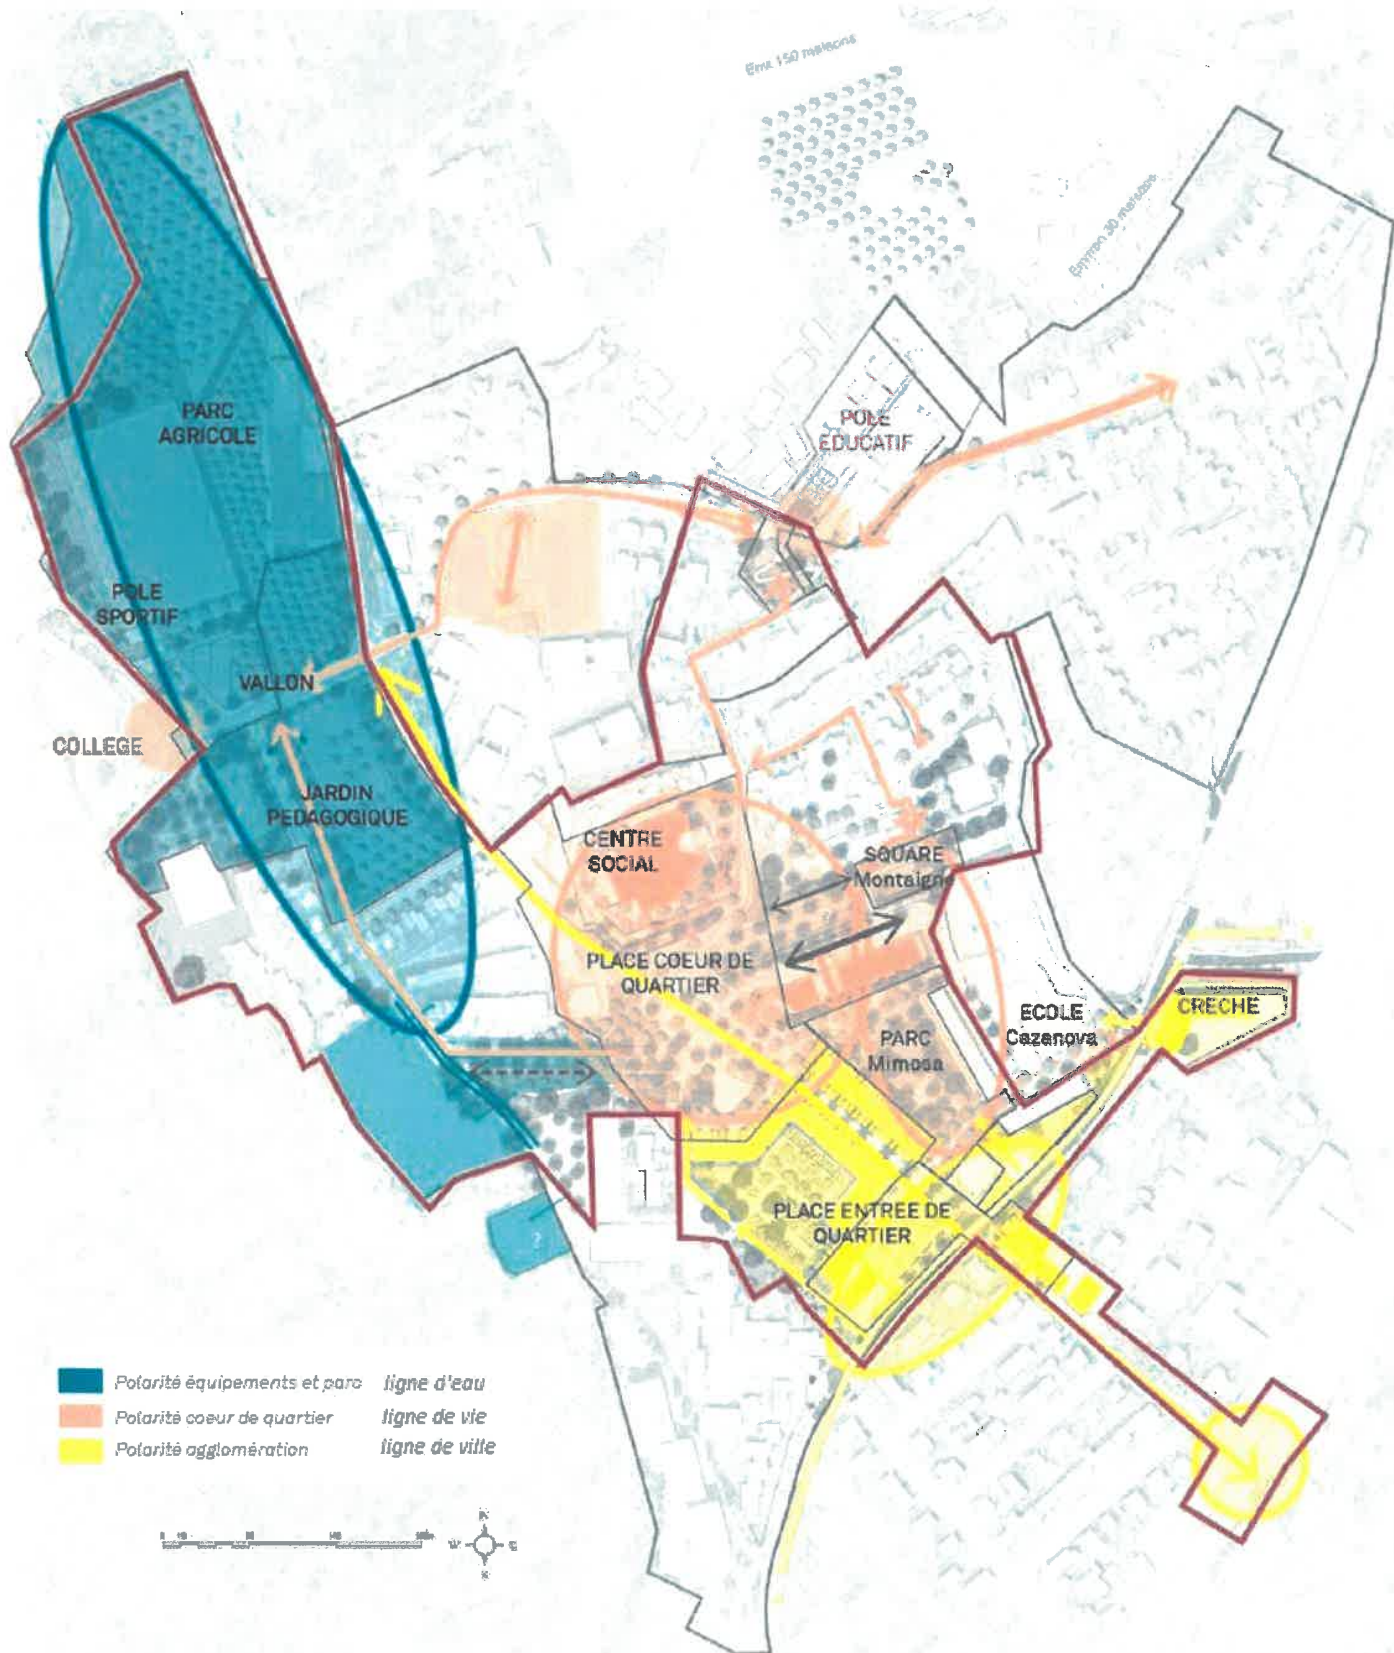 150 maisons
Environ 30 maisons
PARC
AGRICOLE
POLE
EDUCATIF
POLE
SPORTIF
VALLON
COLLEGE
JARDIN
PEDAGOGIQUE
CENTRE
SOCIAL
SQUARE
Montaigne
PLACE COEUR DE
QUARTIER
ECOLE
Cazanova
CRECHE
PARC
Mimosa
PLACE ENTREE DE
QUARTIER
?
Polarité équipements et parc ligne d'eau
Polarité coeur de quartier ligne de vie
Polarité agglomération ligne de ville
N
W
E
S